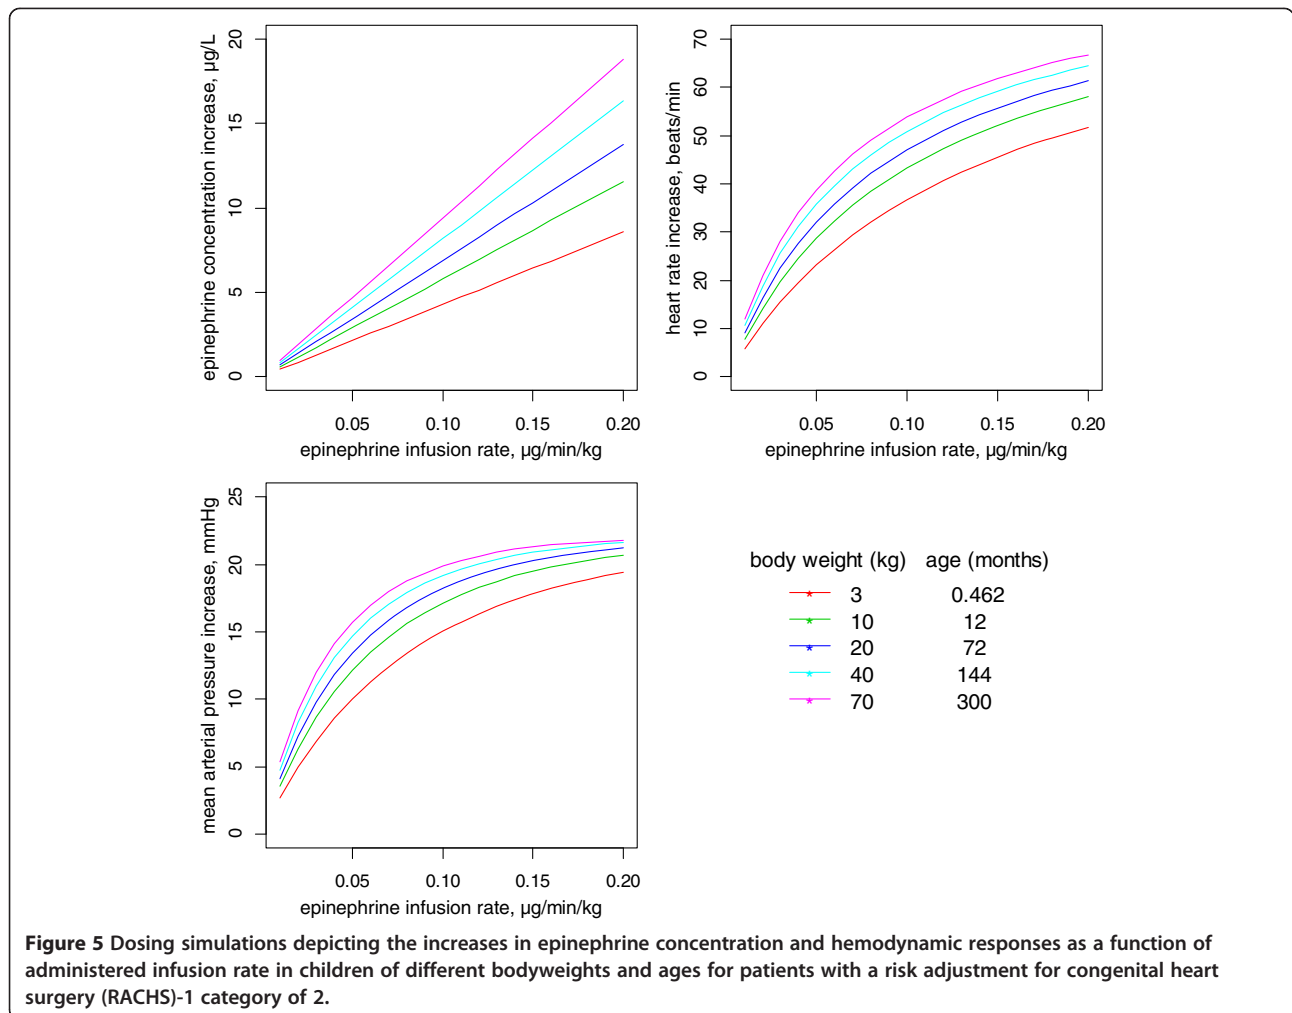 epinephrine concentration increase, µg/L
20
15
10
5
0
0.05 0.10 0.15 0.20
epinephrine infusion rate, µg/min/kg
heart rate increase, beats/min
70
60
50
40
30
20
10
0
0.05 0.10 0.15 0.20
epinephrine infusion rate, µg/min/kg
mean arterial pressure increase, mmHg
25
20
15
10
5
0
0.05 0.10 0.15 0.20
epinephrine infusion rate, µg/min/kg
body weight (kg) age (months)
3 0.462
10 12
20 72
40 144
70 300
Figure 5 Dosing simulations depicting the increases in epinephrine concentration and hemodynamic responses as a function of
administered infusion rate in children of different bodyweights and ages for patients with a risk adjustment for congenital heart
surgery (RACHS)-1 category of 2.